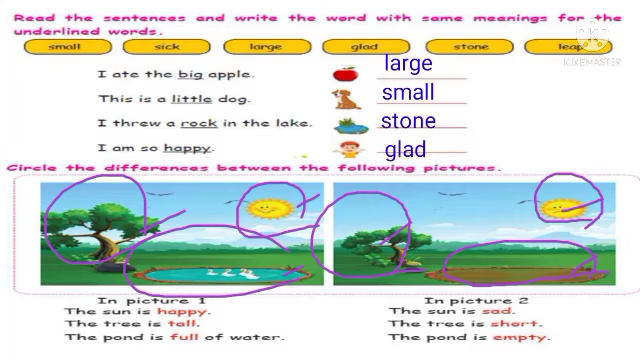 Read the sentences and write the word with same meanings for the
underlined words.
small sick large glad stone leap
KINEMASTER
I ate the big apple. large
This is a little dog. small
I threw a rock in the lake. stone
I am so happy. glad
Circle the differences between the following pictures.
In picture 1
The sun is happy.
The tree is tall.
The pond is full of water.
In picture 2
The sun is sad.
The tree is short.
The pond is empty.